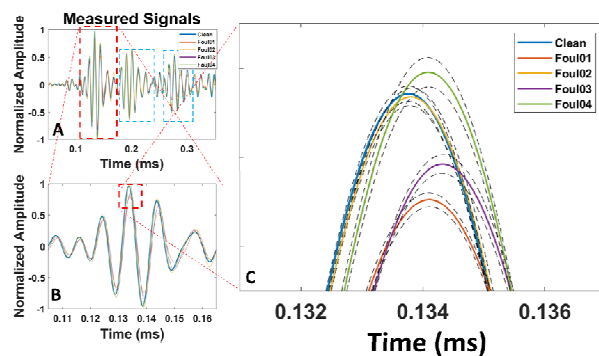 Measured Signals
Normalized Amplitude
1
0.5
0
-0.5
-1
Clean
Foul01
Foul02
Foul03
Foul04
A
0.1
0.2
0.3
Time (ms)
Normalized Amplitude
1
0.5
0
-0.5
-1
B
0.11
0.12
0.13
0.14
0.15
0.16
Time (ms)
Clean
Foul01
Foul02
Foul03
Foul04
C
0.132
0.134
0.136
Time (ms)